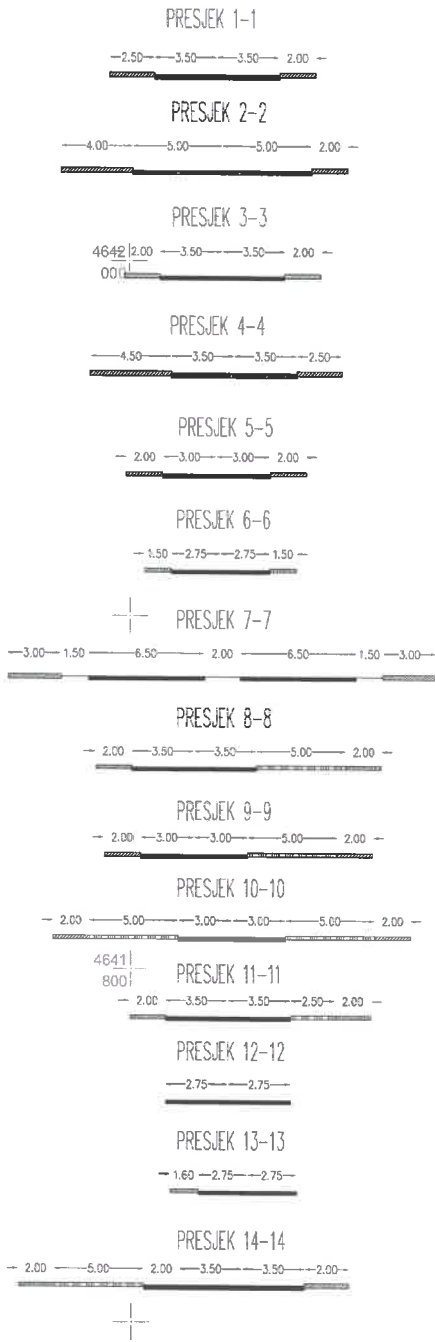 PRESJEK 1-1
2.50 3.50 3.50 2.00
PRESJEK 2-2
4.00 5.00 5.00 2.00
PRESJEK 3-3
4642 2.00 3.50 3.50 2.00
000
PRESJEK 4-4
4.50 3.50 3.50 2.50
PRESJEK 5-5
2.00 3.00 3.00 2.00
PRESJEK 6-6
1.50 2.75 2.75 1.50
PRESJEK 7-7
3.00 1.50 6.50 2.00 6.50 1.50 3.00
PRESJEK 8-8
2.00 3.50 3.50 5.00 2.00
PRESJEK 9-9
2.00 3.00 3.00 5.00 2.00
PRESJEK 10-10
2.00 5.00 3.00 3.00 5.00 2.00
4641
800
PRESJEK 11-11
2.00 3.50 3.50 2.50 2.00
PRESJEK 12-12
2.75 2.75
PRESJEK 13-13
1.60 2.75 2.75
PRESJEK 14-14
2.00 5.00 2.00 3.50 3.50 2.00